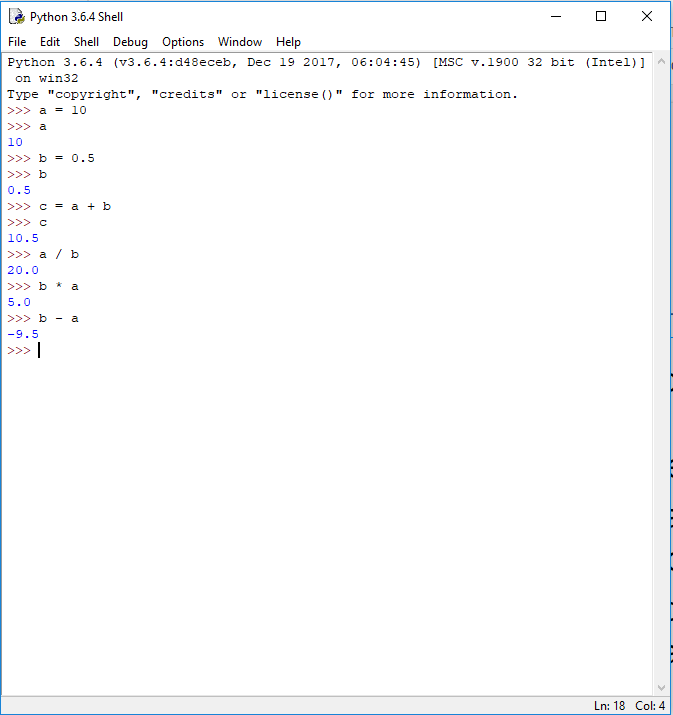 Python 3.6.4 Shell
File Edit Shell Debug Options Window Help
Python 3.6.4 (v3.6.4:d48eceb, Dec 19 2017, 06:04:45) [MSC v.1900 32 bit (Intel)]
 on win32
Type "copyright", "credits" or "license()" for more information.
>>> a = 10
>>> a
10
>>> b = 0.5
>>> b
0.5
>>> c = a + b
>>> c
10.5
>>> a / b
20.0
>>> b * a
5.0
>>> b - a
-9.5
>>>
Ln: 18 Col: 4